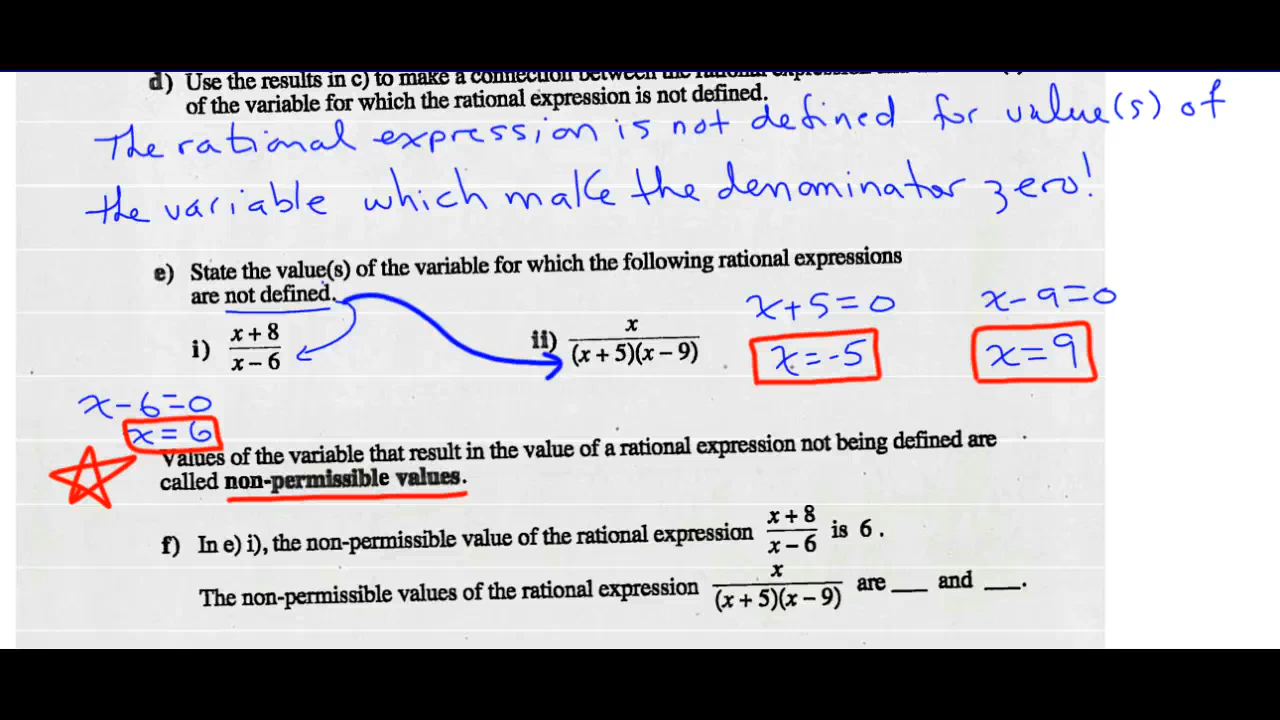 d) Use the results in c) to make a connection between the rational
of the variable for which the rational expression is not defined.
The rational expression is not defined for value(s) of
the variable which make the denominator zero!
e) State the value(s) of the variable for which the following rational expressions
are not defined.
i) (x + 8)/(x − 6)
ii) x/((x + 5)(x − 9))
x+5=0
x=-5
x-9=0
x=9
x-6=0
x=6
Values of the variable that result in the value of a rational expression not being defined are
called non-permissible values.
f) In e) i), the non-permissible value of the rational expression (x + 8)/(x − 6) is 6.
The non-permissible values of the rational expression x/((x + 5)(x − 9)) are ___ and ___.